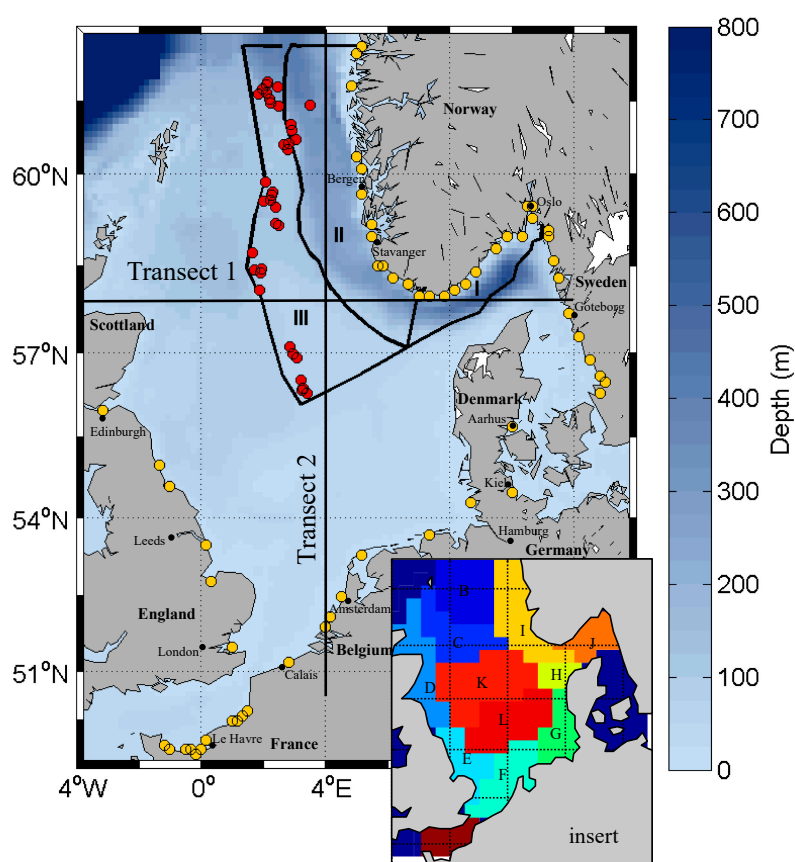 800
700
600
500
400
300
200
100
0
Depth (m)
60°N
57°N
54°N
51°N
4°W
0°
4°E
Norway
Bergen
Oslo
Stavanger
II
I
III
Transect 1
Sweden
Goteborg
Scottland
Denmark
Aarhus
Edinburgh
Kiel
Transect 2
Leeds
Hamburg
Germany
England
Amsterdam
London
Belgium
Calais
Le Havre
France
B
I
J
C
H
D
K
L
G
E
F
insert